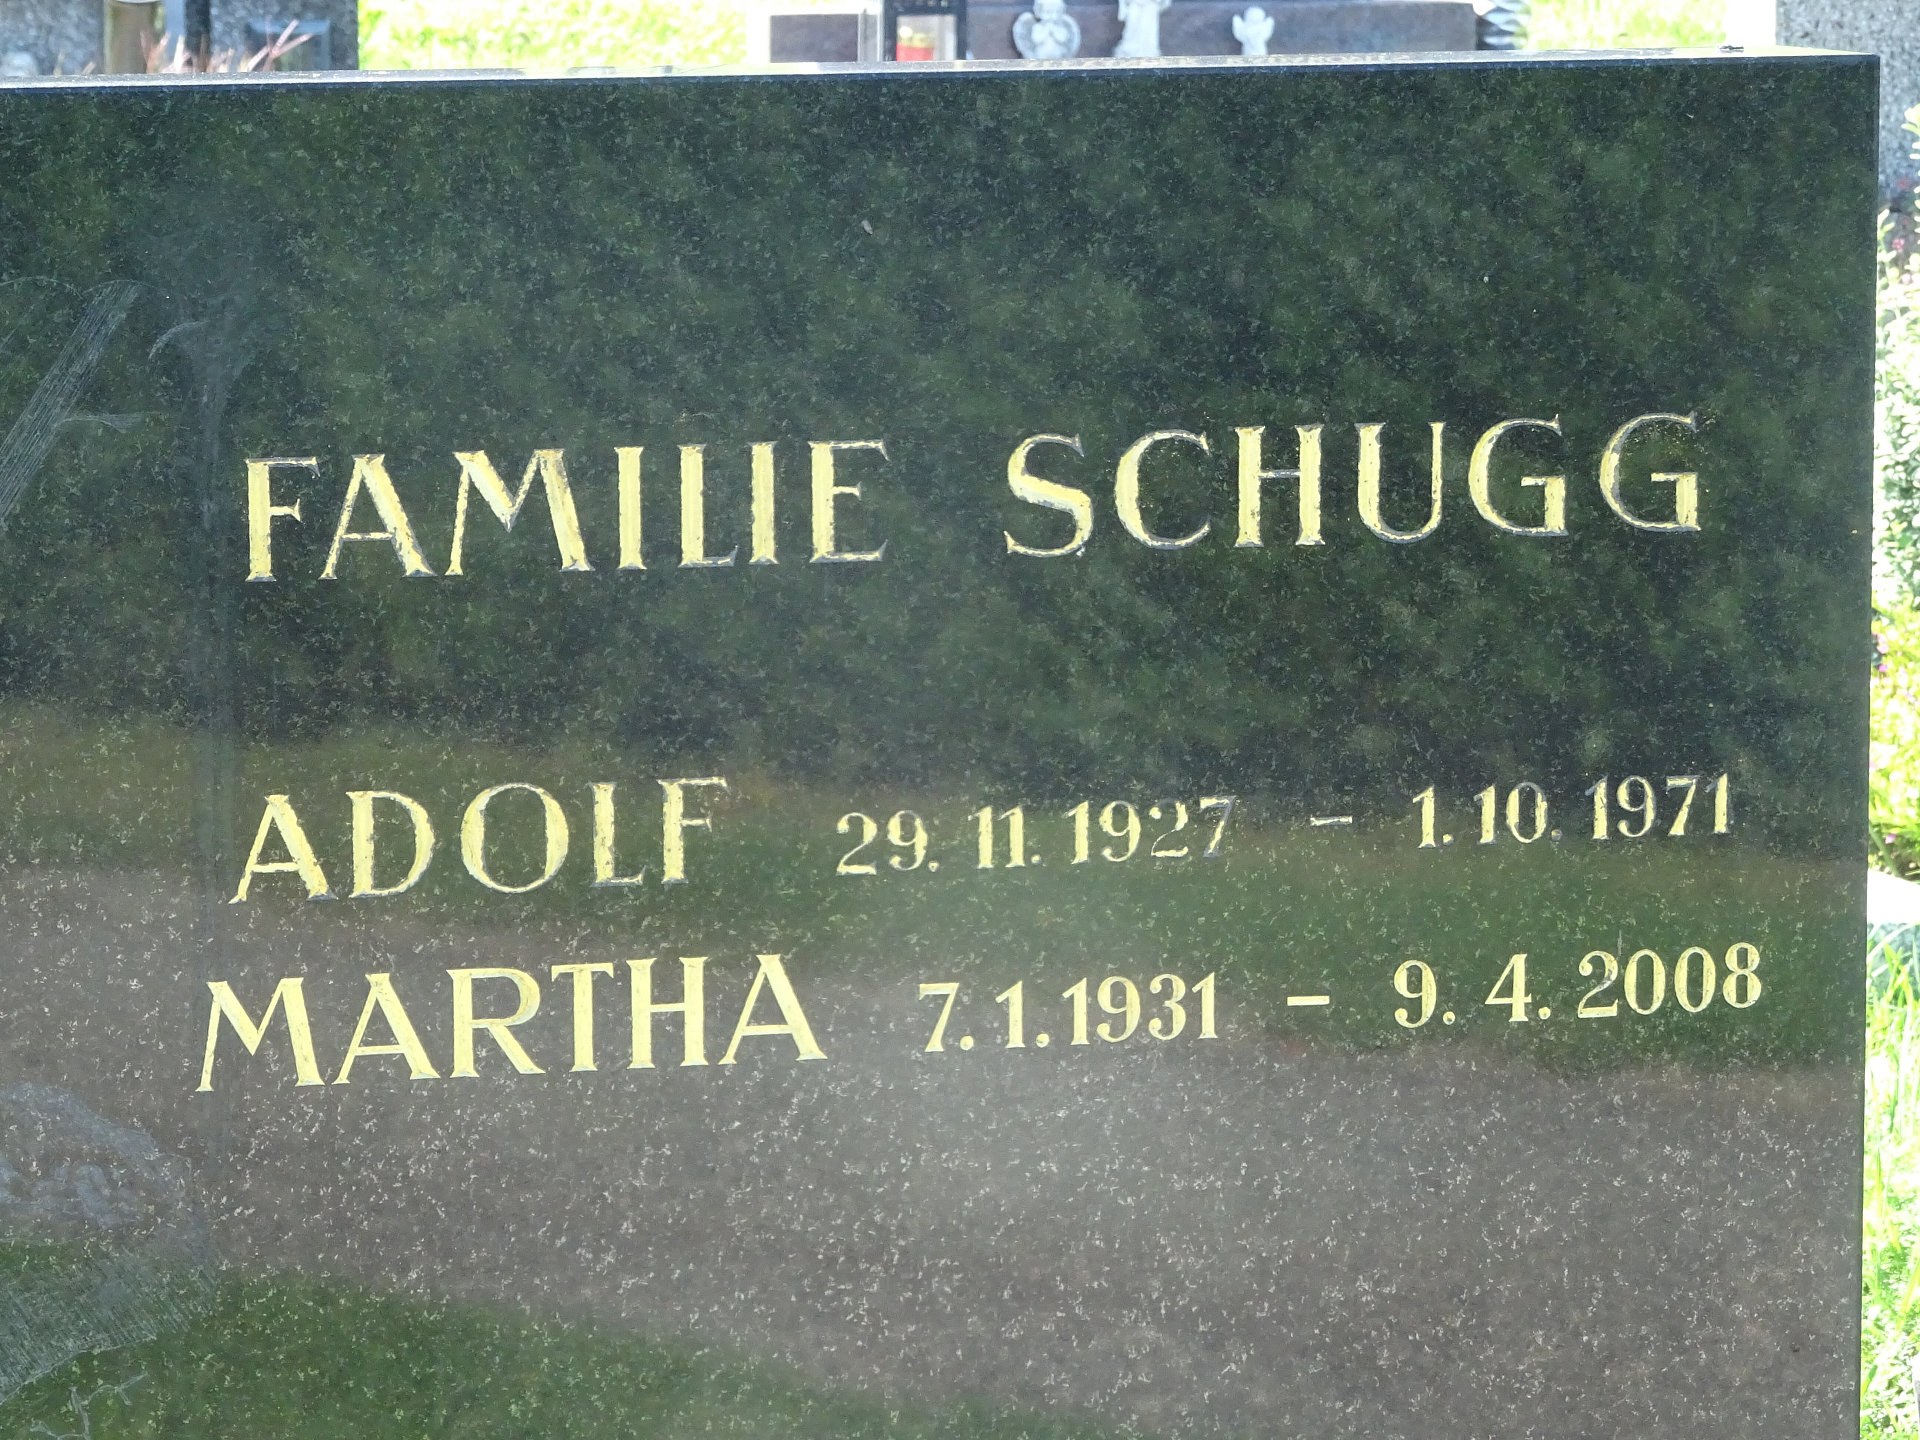 FAMILIE SCHUGG
ADOLF 29. 11. 1927 - 1. 10. 1971
MARTHA 7. 1. 1931 - 9. 4. 2008